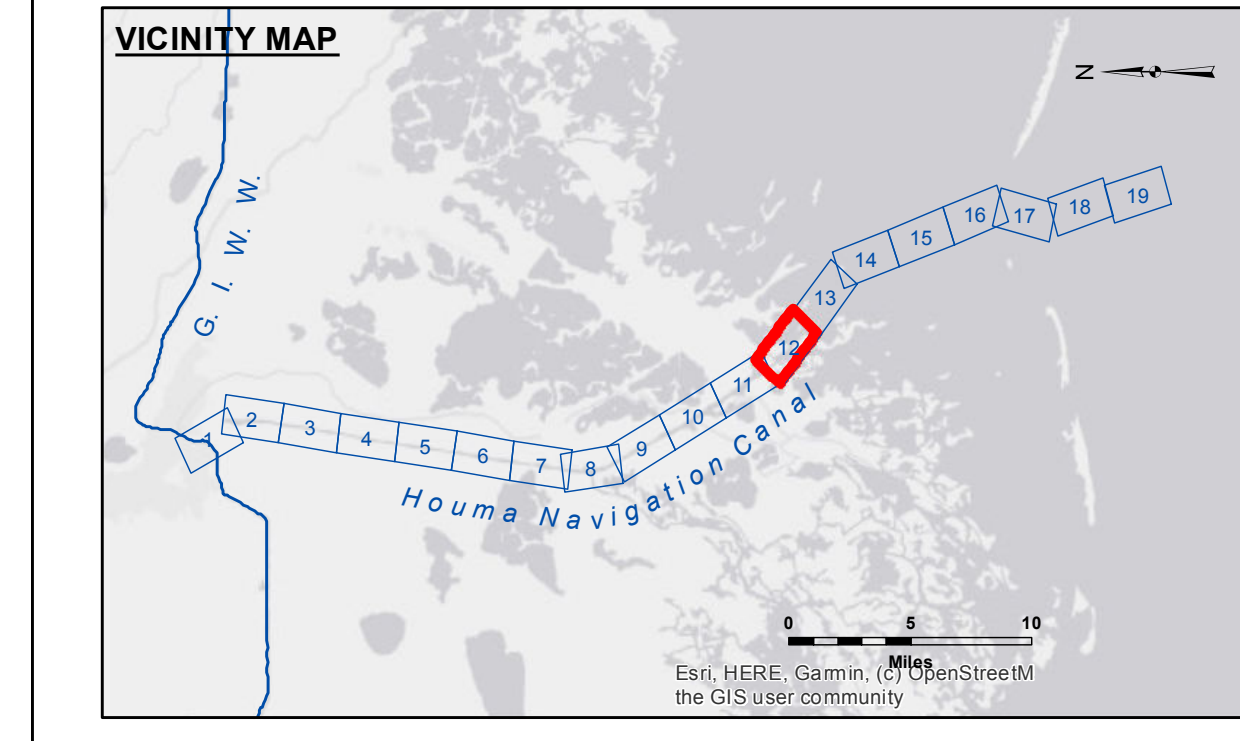 VICINITY MAP
N
G. I. W. W.
1
2
3
4
5
6
7
8
9
10
11
12
13
14
15
16
17
18
19
Houma Navigation Canal
0 5 10
Miles
Esri, HERE, Garmin, (c) OpenStreetM
the GIS user community